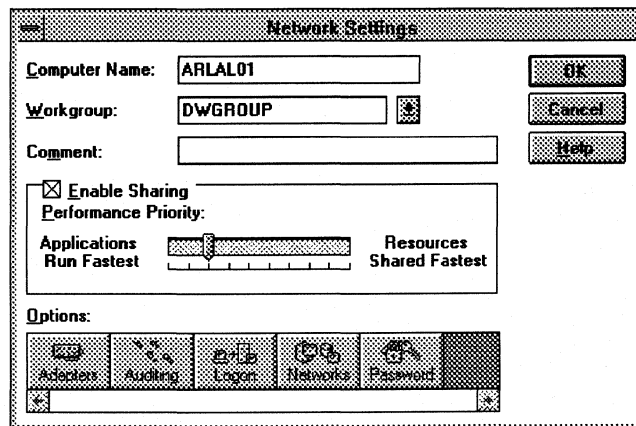 Network Settings
Computer Name: ARLAL01
OK
Workgroup: DWGROUP
Cancel
Comment:
Help
Enable Sharing
Performance Priority:
Applications
Run Fastest
Resources
Shared Fastest
Options:
Adapters
Auditing
Logon
Networks
Password